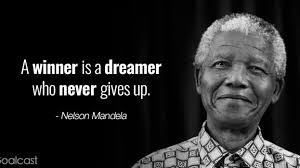 A winner is a dreamer
who never gives up.
- Nelson Mandela
Goalcast